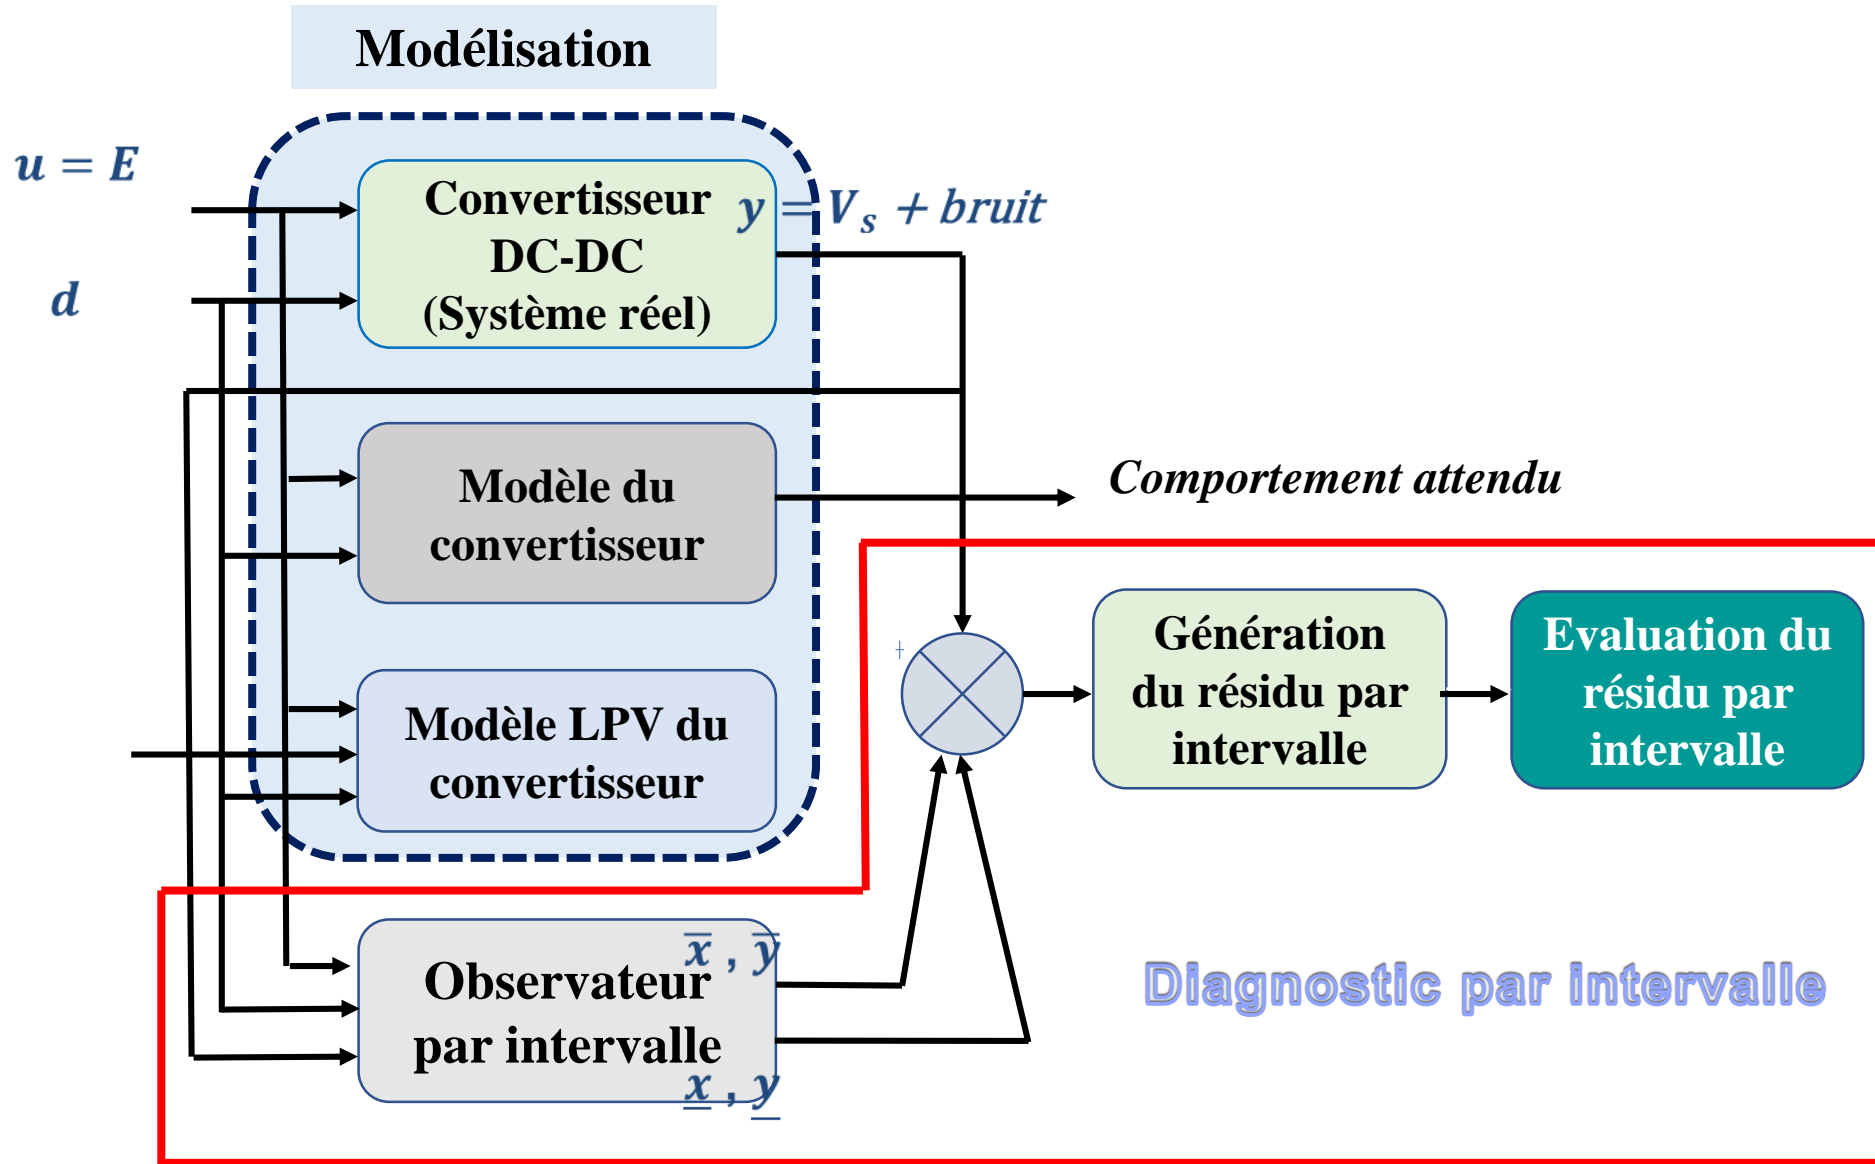 Modélisation
u = E
d
Convertisseur
DC-DC
(Système réel)
y = V_s + bruit
Modèle du
convertisseur
Comportement attendu
Modèle LPV du
convertisseur
+
Génération
du résidu par
intervalle
Evaluation du
résidu par
intervalle
Observateur
par intervalle
x̅ , y̅
x̲ , y̲
Diagnostic par intervalle